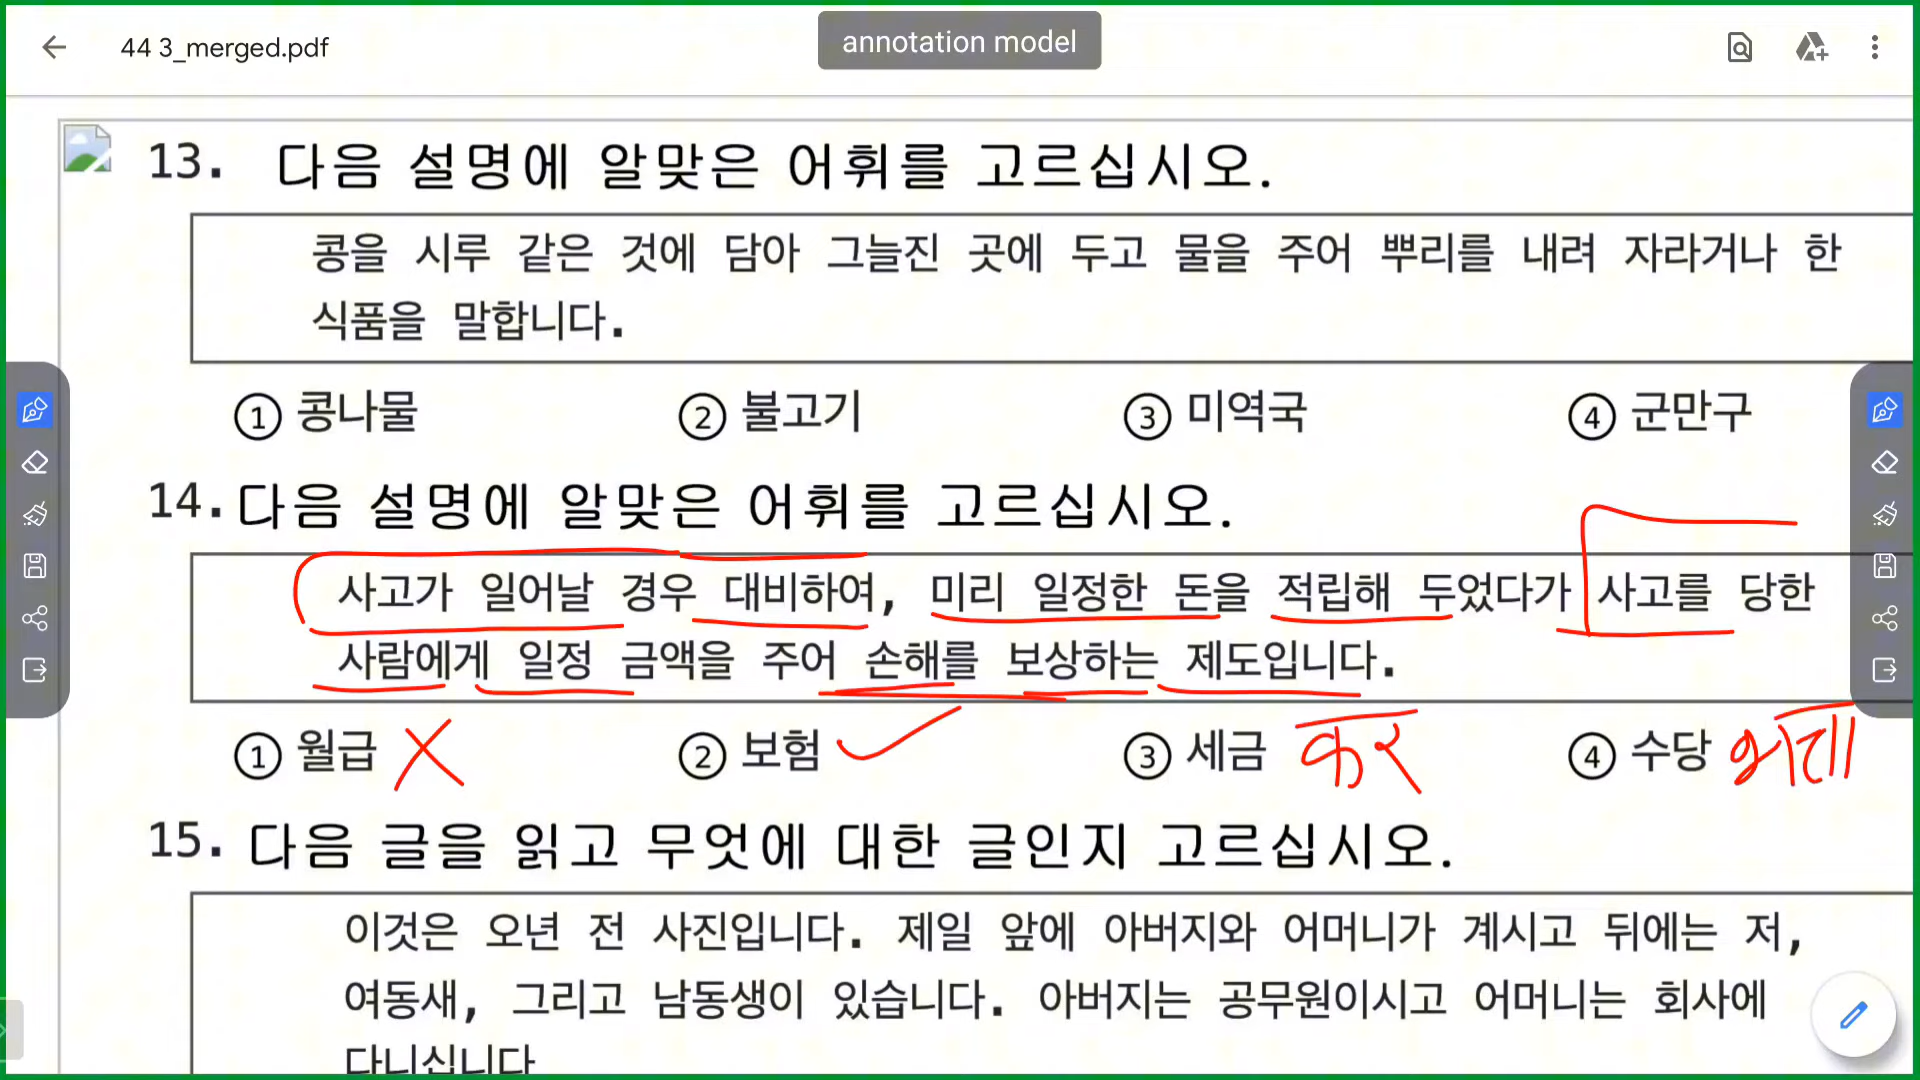 44 3_merged.pdf
annotation model
13. 다음 설명에 알맞은 어휘를 고르십시오.
콩을 시루 같은 것에 담아 그늘진 곳에 두고 물을 주어 뿌리를 내려 자라거나 한
식품을 말합니다.
① 콩나물 ② 불고기 ③ 미역국 ④ 군만구
14. 다음 설명에 알맞은 어휘를 고르십시오.
사고가 일어날 경우 대비하여, 미리 일정한 돈을 적립해 두었다가 사고를 당한
사람에게 일정 금액을 주어 손해를 보상하는 제도입니다.
① 월급 ② 보험 ③ 세금 कर ④ 수당 भत्ता
15. 다음 글을 읽고 무엇에 대한 글인지 고르십시오.
이것은 오년 전 사진입니다. 제일 앞에 아버지와 어머니가 계시고 뒤에는 저,
여동새, 그리고 남동생이 있습니다. 아버지는 공무원이시고 어머니는 회사에
다니십니다